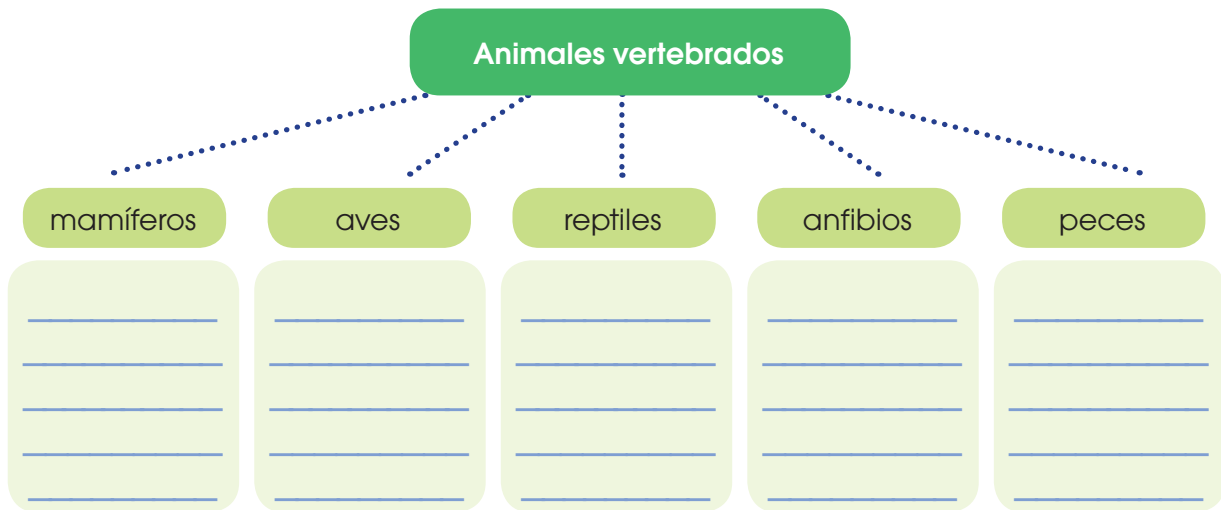 Animales vertebrados
mamíferos
aves
reptiles
anfibios
peces